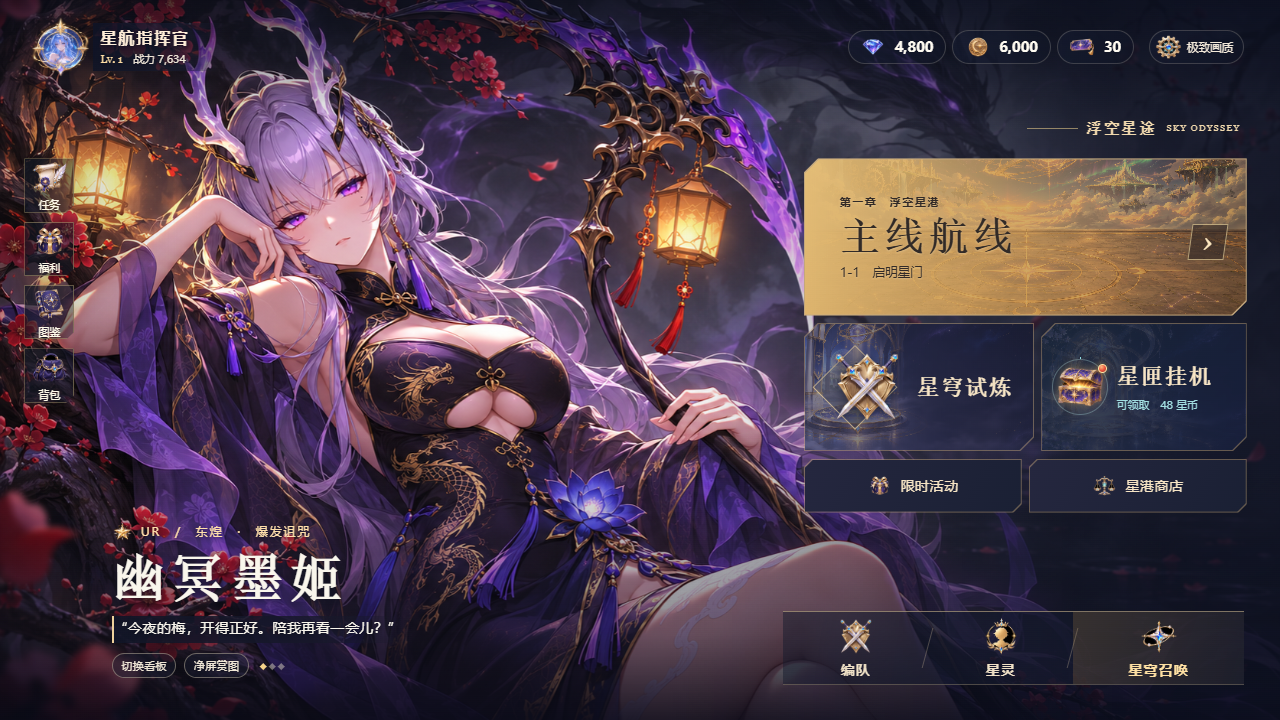 星航指挥官
Lv. 1 战力 7,634
4,800
6,000
30
极致画质
浮空星途 SKY ODYSSEY
任务
福利
图鉴
背包
第一章 浮空星港
主线航线
1-1 启明星门
星穹试炼
星匣挂机
可领取 48 星币
限时活动
星港商店
UR / 东煌 · 爆发诅咒
幽冥墨姬
“今夜的梅，开得正好。陪我再看一会儿？”
切换看板
净屏赏图
编队
星灵
星穹召唤